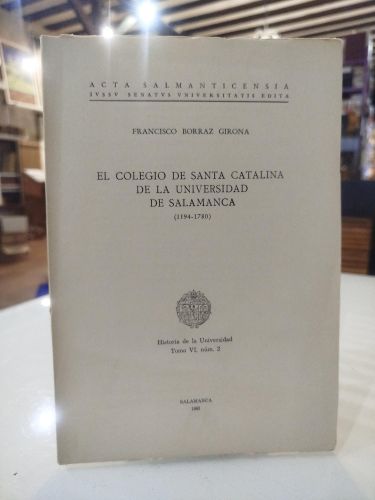 ACTA SALMANTICENSIA
IVSSV SENATVS VNIVERSITATIS EDITA
FRANCISCO BORRAZ GIRONA
EL COLEGIO DE SANTA CATALINA
DE LA UNIVERSIDAD
DE SALAMANCA
(1594-1780)
Historia de la Universidad
Tomo VI, núm. 2
SALAMANCA